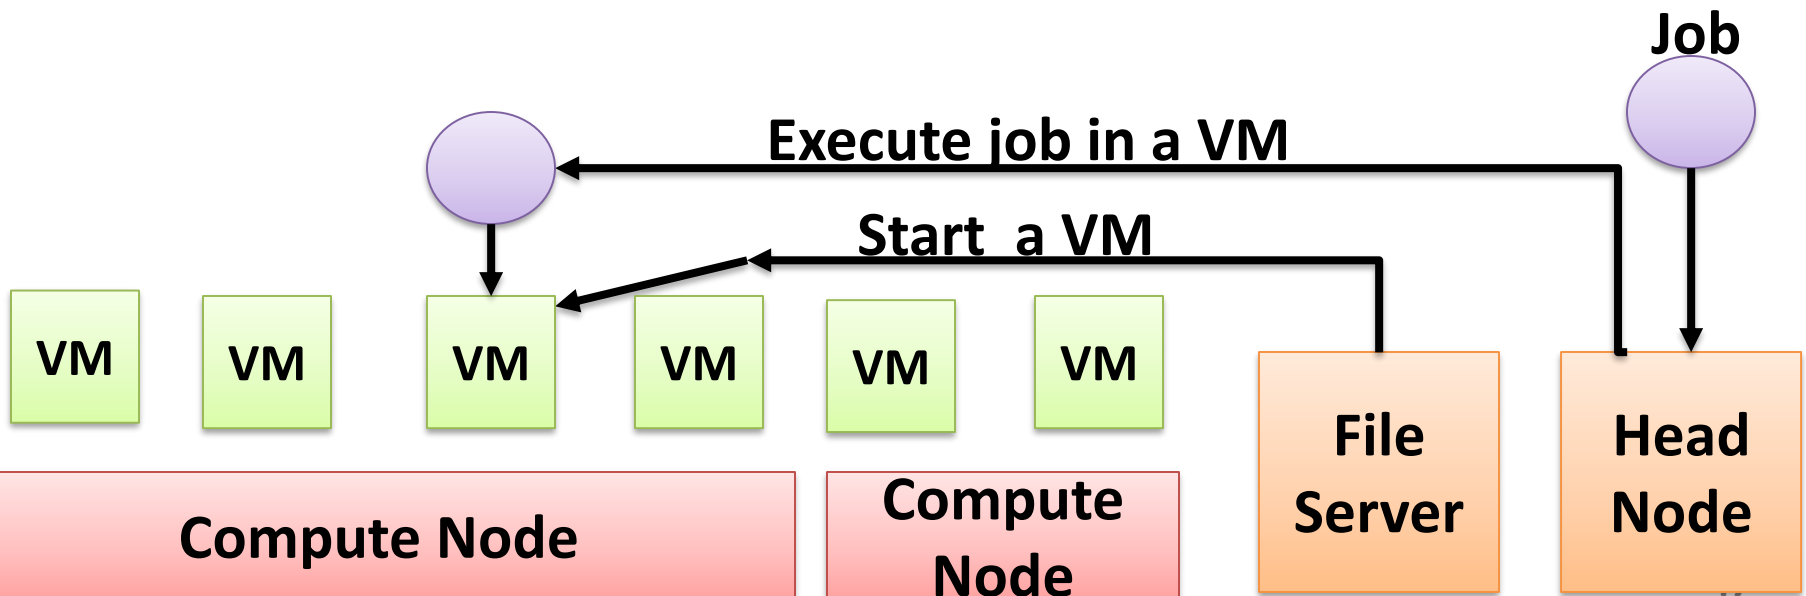 Job
Execute job in a VM
Start  a VM
VM
VM
VM
VM
VM
VM
File
Server
Head
Node
Compute Node
Compute
Node